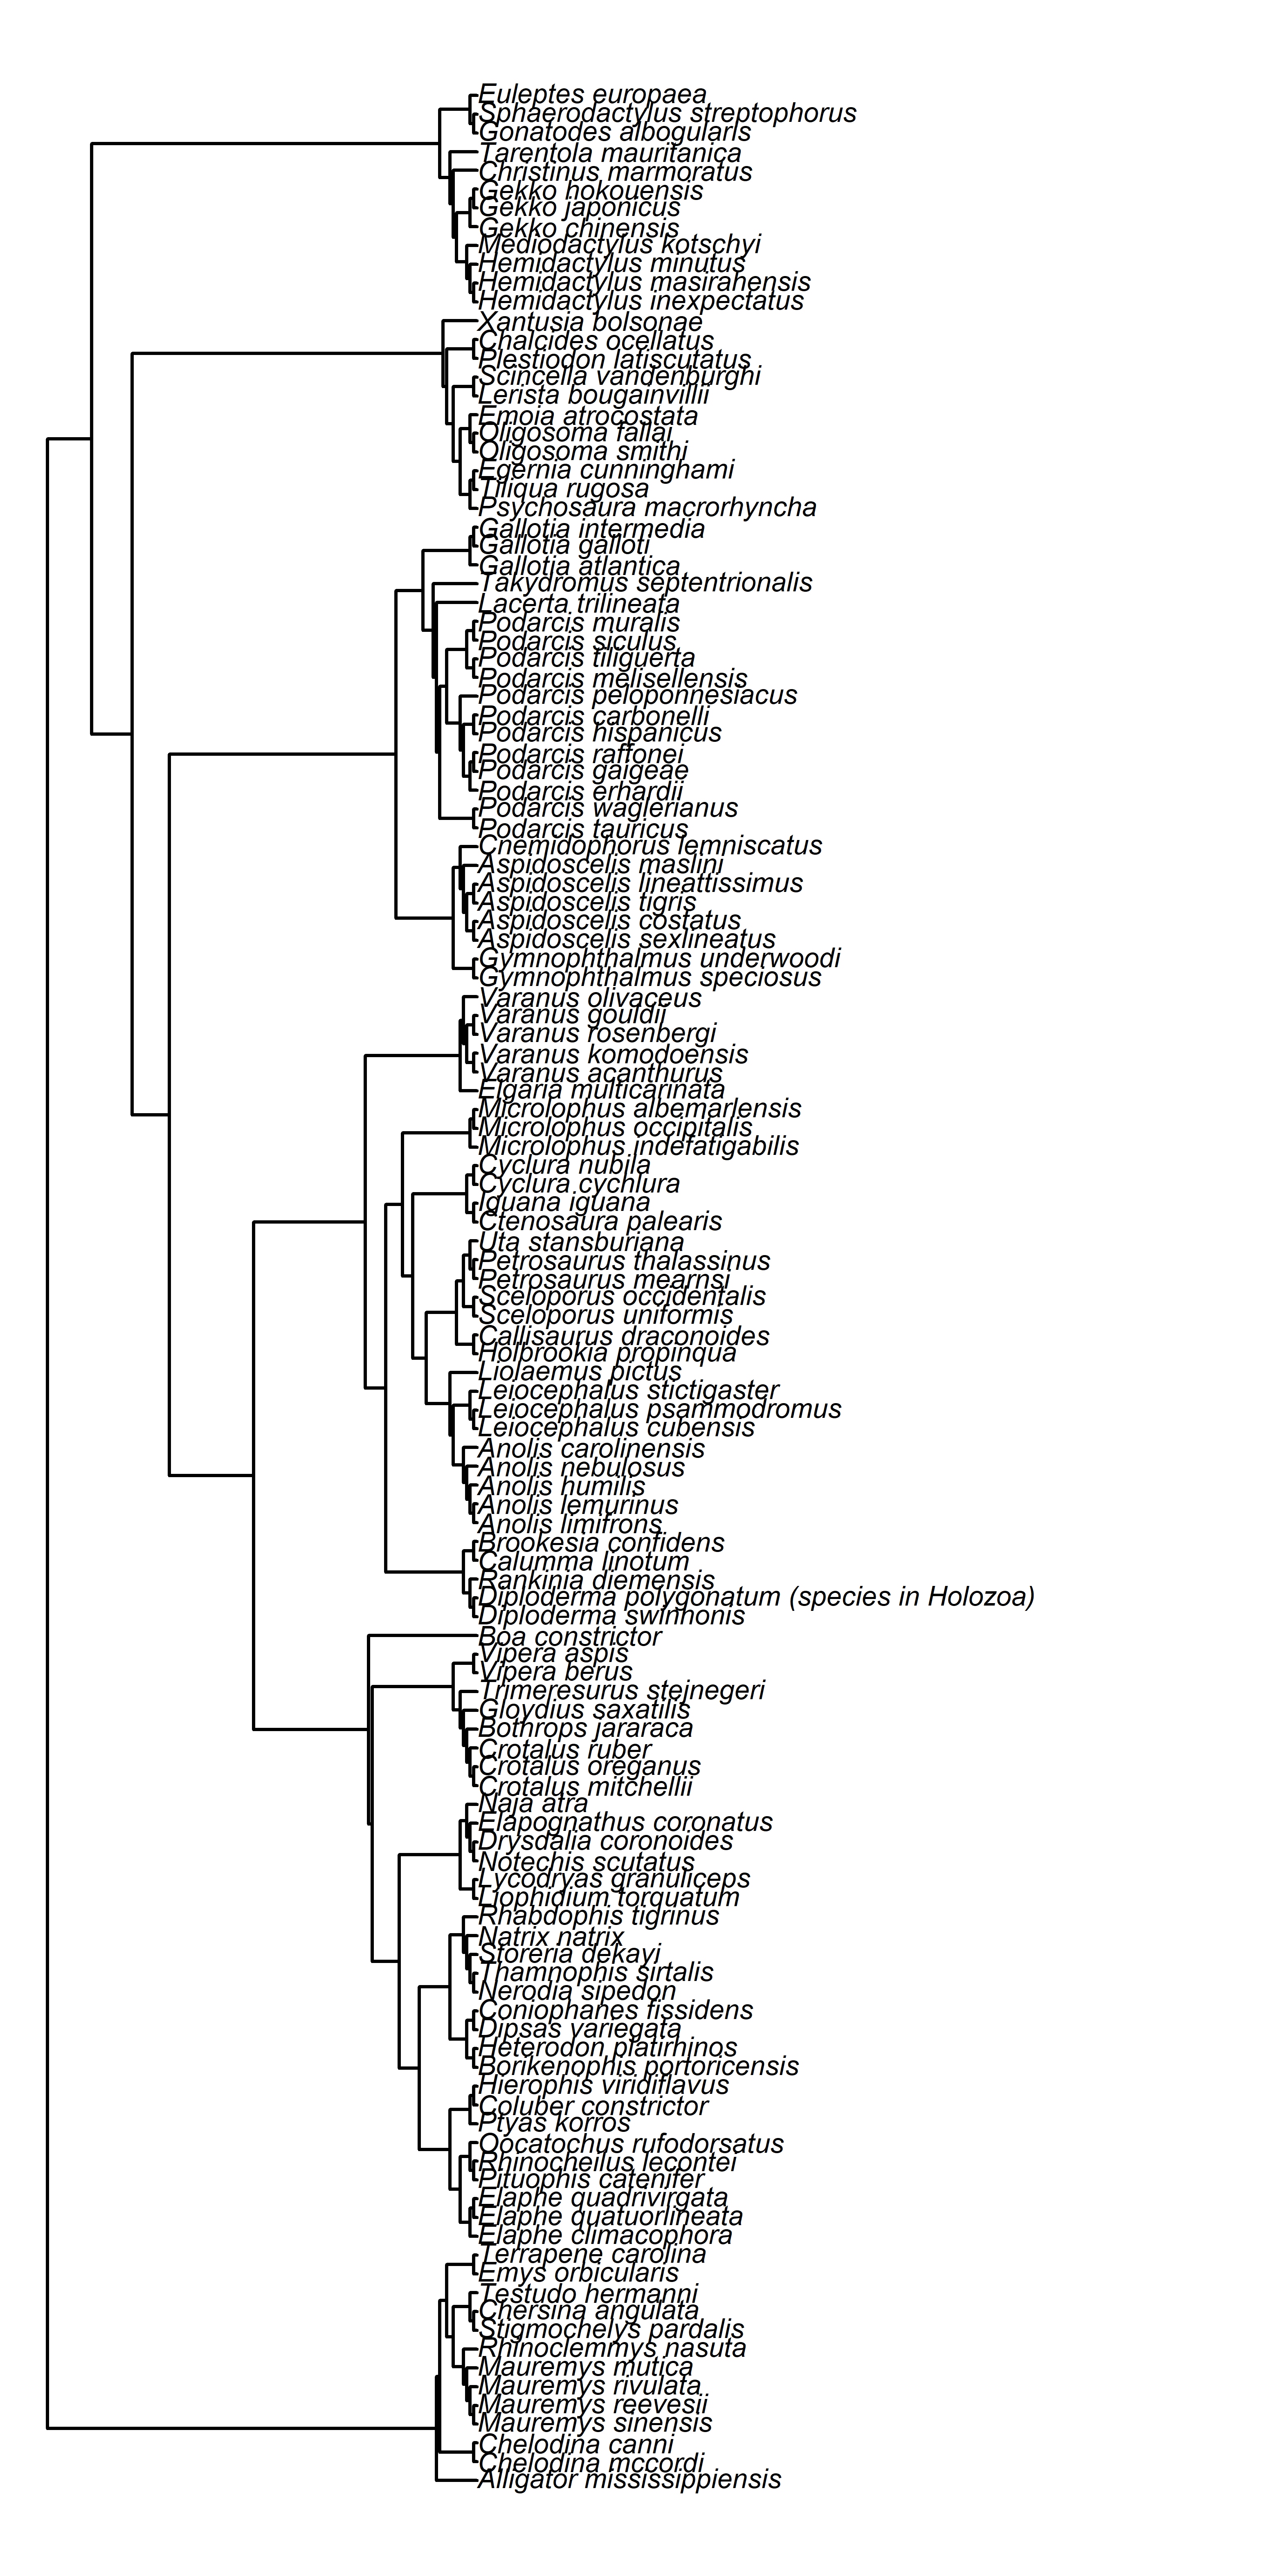 Euleptes europaea
Sphaerodactylus streptophorus
Gonatodes albogularis
Tarentola mauritanica
Christinus marmoratus
Gekko hokouensis
Gekko japonicus
Gekko chinensis
Mediodactylus kotschyi
Hemidactylus minutus
Hemidactylus masirahensis
Hemidactylus inexpectatus
Xantusia bolsonae
Chalcides ocellatus
Plestiodon latiscutatus
Scincella vandenburghi
Lerista bougainvillii
Emoia atrocostata
Oligosoma fallai
Oligosoma smithi
Egernia cunninghami
Tiliqua rugosa
Psychosaura macrorhyncha
Gallotia intermedia
Gallotia galloti
Gallotia atlantica
Takydromus septentrionalis
Lacerta trilineata
Podarcis muralis
Podarcis siculus
Podarcis tiliguerta
Podarcis melisellensis
Podarcis peloponnesiacus
Podarcis carbonelli
Podarcis hispanicus
Podarcis raffonei
Podarcis gaigeae
Podarcis erhardii
Podarcis waglerianus
Podarcis tauricus
Cnemidophorus lemniscatus
Aspidoscelis maslini
Aspidoscelis lineattissimus
Aspidoscelis tigris
Aspidoscelis costatus
Aspidoscelis sexlineatus
Gymnophthalmus underwoodi
Gymnophthalmus speciosus
Varanus olivaceus
Varanus gouldii
Varanus rosenbergi
Varanus komodoensis
Varanus acanthurus
Elgaria multicarinata
Microlophus albemarlensis
Microlophus occipitalis
Microlophus indefatigabilis
Cyclura nubila
Cyclura cychlura
Iguana iguana
Ctenosaura palearis
Uta stansburiana
Petrosaurus thalassinus
Petrosaurus mearnsi
Sceloporus occidentalis
Sceloporus uniformis
Callisaurus draconoides
Holbrookia propinqua
Liolaemus pictus
Leiocephalus stictigaster
Leiocephalus psammodromus
Leiocephalus cubensis
Anolis carolinensis
Anolis nebulosus
Anolis humilis
Anolis lemurinus
Anolis limifrons
Brookesia confidens
Calumma linotum
Rankinia diemensis
Diploderma polygonatum (species in Holozoa)
Diploderma swinhonis
Boa constrictor
Vipera aspis
Vipera berus
Trimeresurus stejnegeri
Gloydius saxatilis
Bothrops jararaca
Crotalus ruber
Crotalus oreganus
Crotalus mitchellii
Naja atra
Elapognathus coronatus
Drysdalia coronoides
Notechis scutatus
Lycodryas granuliceps
Liophidium torquatum
Rhabdophis tigrinus
Natrix natrix
Storeria dekayi
Thamnophis sirtalis
Nerodia sipedon
Coniophanes fissidens
Dipsas variegata
Heterodon platirhinos
Borikenophis portoricensis
Hierophis viridiflavus
Coluber constrictor
Ptyas korros
Oocatochus rufodorsatus
Rhinocheilus lecontei
Pituophis catenifer
Elaphe quadrivirgata
Elaphe quatuorlineata
Elaphe climacophora
Terrapene carolina
Emys orbicularis
Testudo hermanni
Chersina angulata
Stigmochelys pardalis
Rhinoclemmys nasuta
Mauremys mutica
Mauremys rivulata
Mauremys reevesii
Mauremys sinensis
Chelodina canni
Chelodina mccordi
Alligator mississippiensis